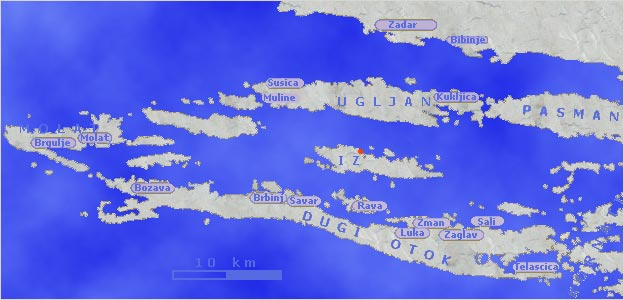 Zadar
Bibinje
Susica
Muline
UGLJAN
Kukljica
PASMAN
MOLAT
Molat
Brgulje
IZ
Bozava
Brbinj
Savar
Rava
DUGI OTOK
Zman
Sali
Luka
Zaglav
Telascica
10 km